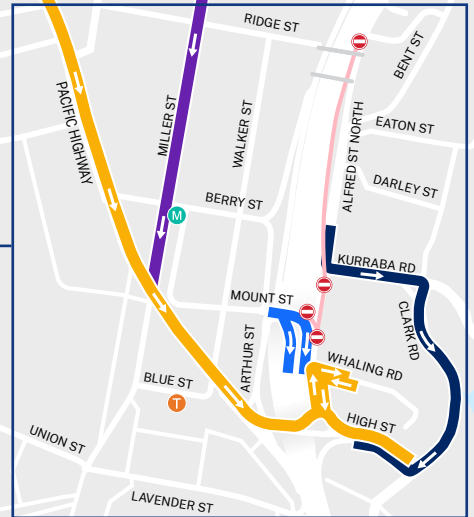 RIDGE ST
BENT ST
PACIFIC HIGHWAY
MILLER ST
WALKER ST
ALFRED ST NORTH
EATON ST
DARLEY ST
BERRY ST
M
KURRABA RD
MOUNT ST
CLARK RD
ARTHUR ST
WHALING RD
BLUE ST
T
HIGH ST
UNION ST
LAVENDER ST